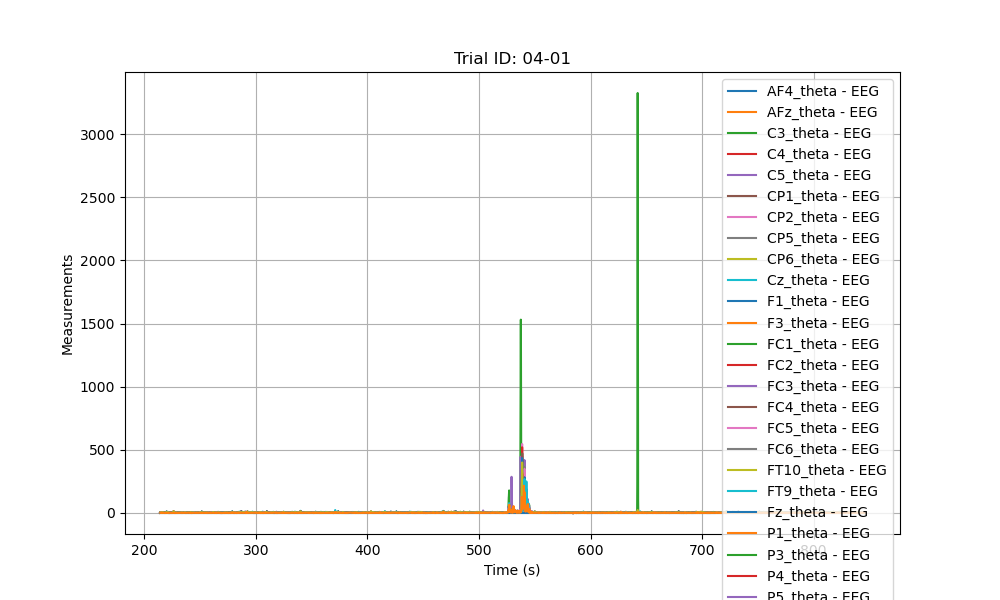 Trial ID: 04-01
Measurements
3000
2500
2000
1500
1000
500
0
200
300
400
500
600
700
800
Time (s)
AF4_theta - EEG
AFz_theta - EEG
C3_theta - EEG
C4_theta - EEG
C5_theta - EEG
CP1_theta - EEG
CP2_theta - EEG
CP5_theta - EEG
CP6_theta - EEG
Cz_theta - EEG
F1_theta - EEG
F3_theta - EEG
FC1_theta - EEG
FC2_theta - EEG
FC3_theta - EEG
FC4_theta - EEG
FC5_theta - EEG
FC6_theta - EEG
FT10_theta - EEG
FT9_theta - EEG
Fz_theta - EEG
P1_theta - EEG
P3_theta - EEG
P4_theta - EEG
P5_theta - EEG